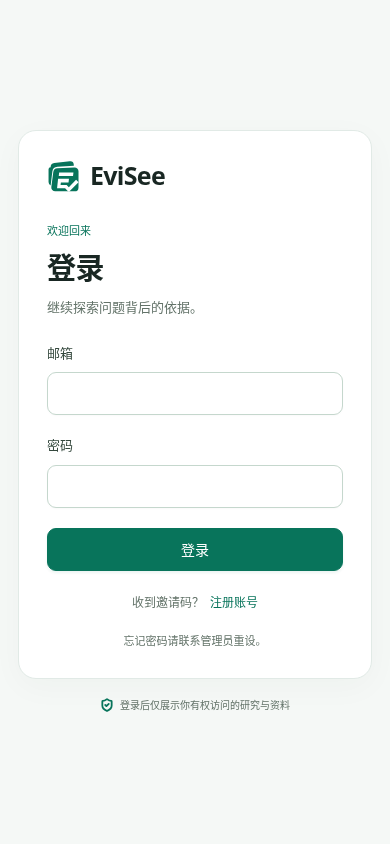 EviSee
欢迎回来
登录
继续探索问题背后的依据。
邮箱
密码
登录
收到邀请码? 注册账号
忘记密码请联系管理员重设。
登录后仅展示你有权访问的研究与资料